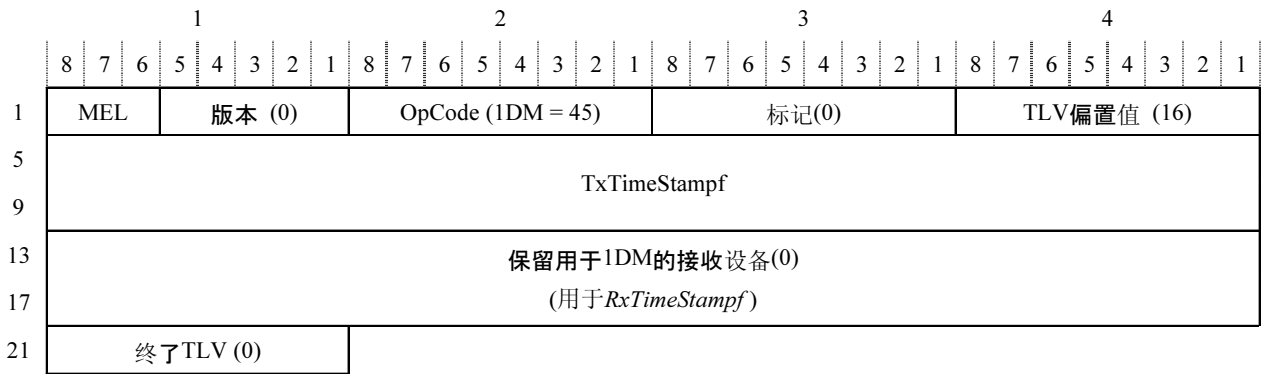 1 2 3 4
8 7 6 5 4 3 2 1 8 7 6 5 4 3 2 1 8 7 6 5 4 3 2 1 8 7 6 5 4 3 2 1
1 MEL 版本 (0) OpCode (1DM = 45) 标记(0) TLV偏置值 (16)
5
TxTimeStampf
9
13 保留用于1DM的接收设备(0)
17 (用于RxTimeStampf)
21 终了TLV (0)